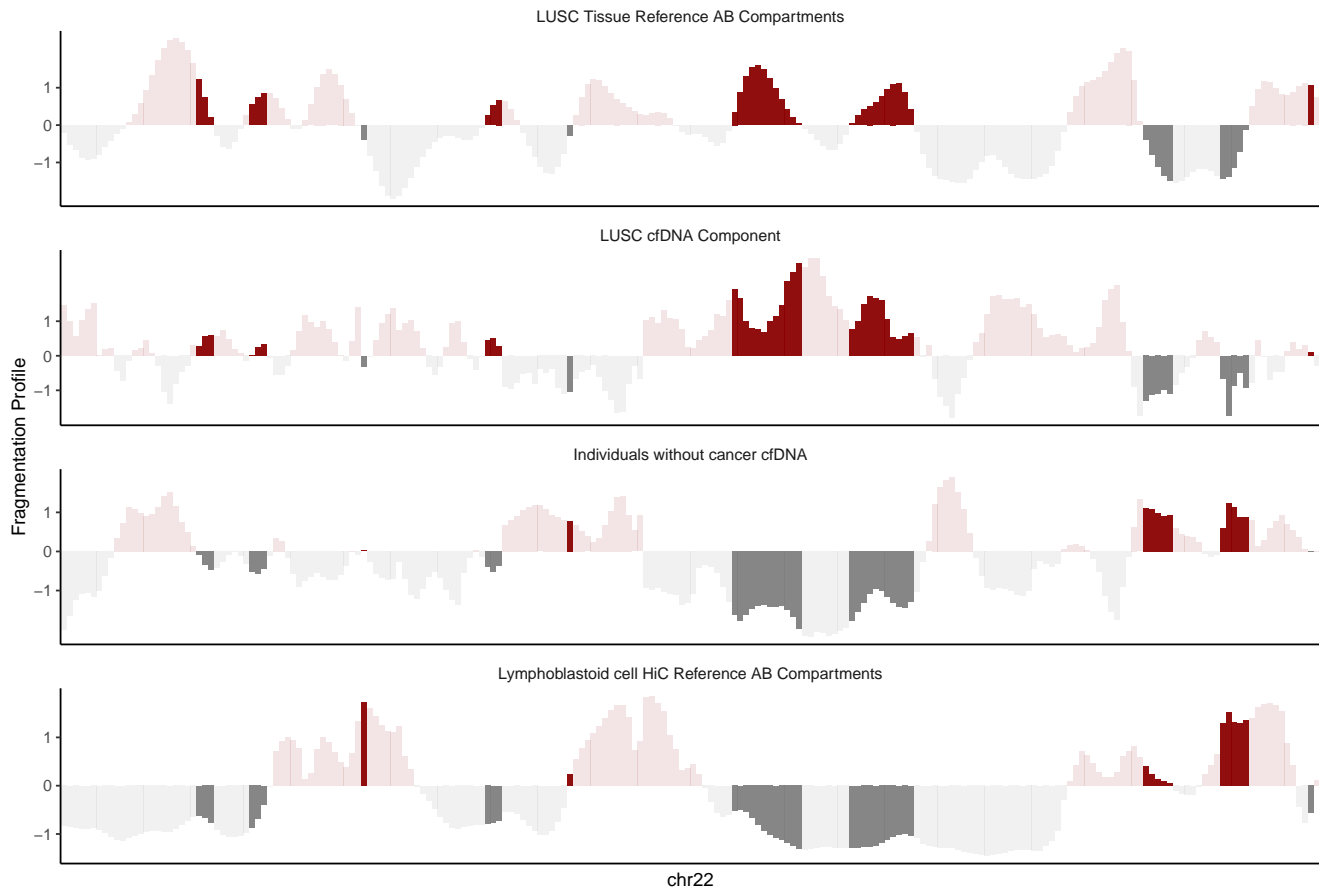 LUSC Tissue Reference AB Compartments
1
0
−1
LUSC cfDNA Component
1
0
−1
Fragmentation Profile
Individuals without cancer cfDNA
1
0
−1
Lymphoblastoid cell HiC Reference AB Compartments
1
0
−1
chr22